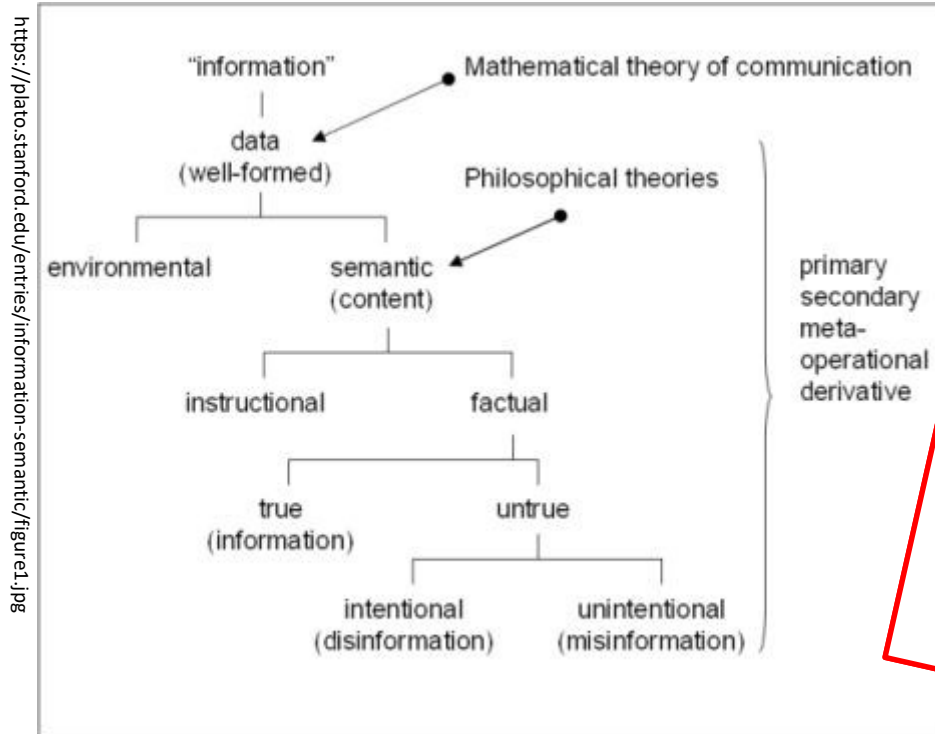 https://plato.stanford.edu/entries/information-semantic/figure1.jpg
“information”
Mathematical theory of communication
data
(well-formed)
Philosophical theories
environmental
semantic
(content)
primary
secondary
meta-
operational
derivative
instructional
factual
true
(information)
untrue
intentional
(disinformation)
unintentional
(misinformation)